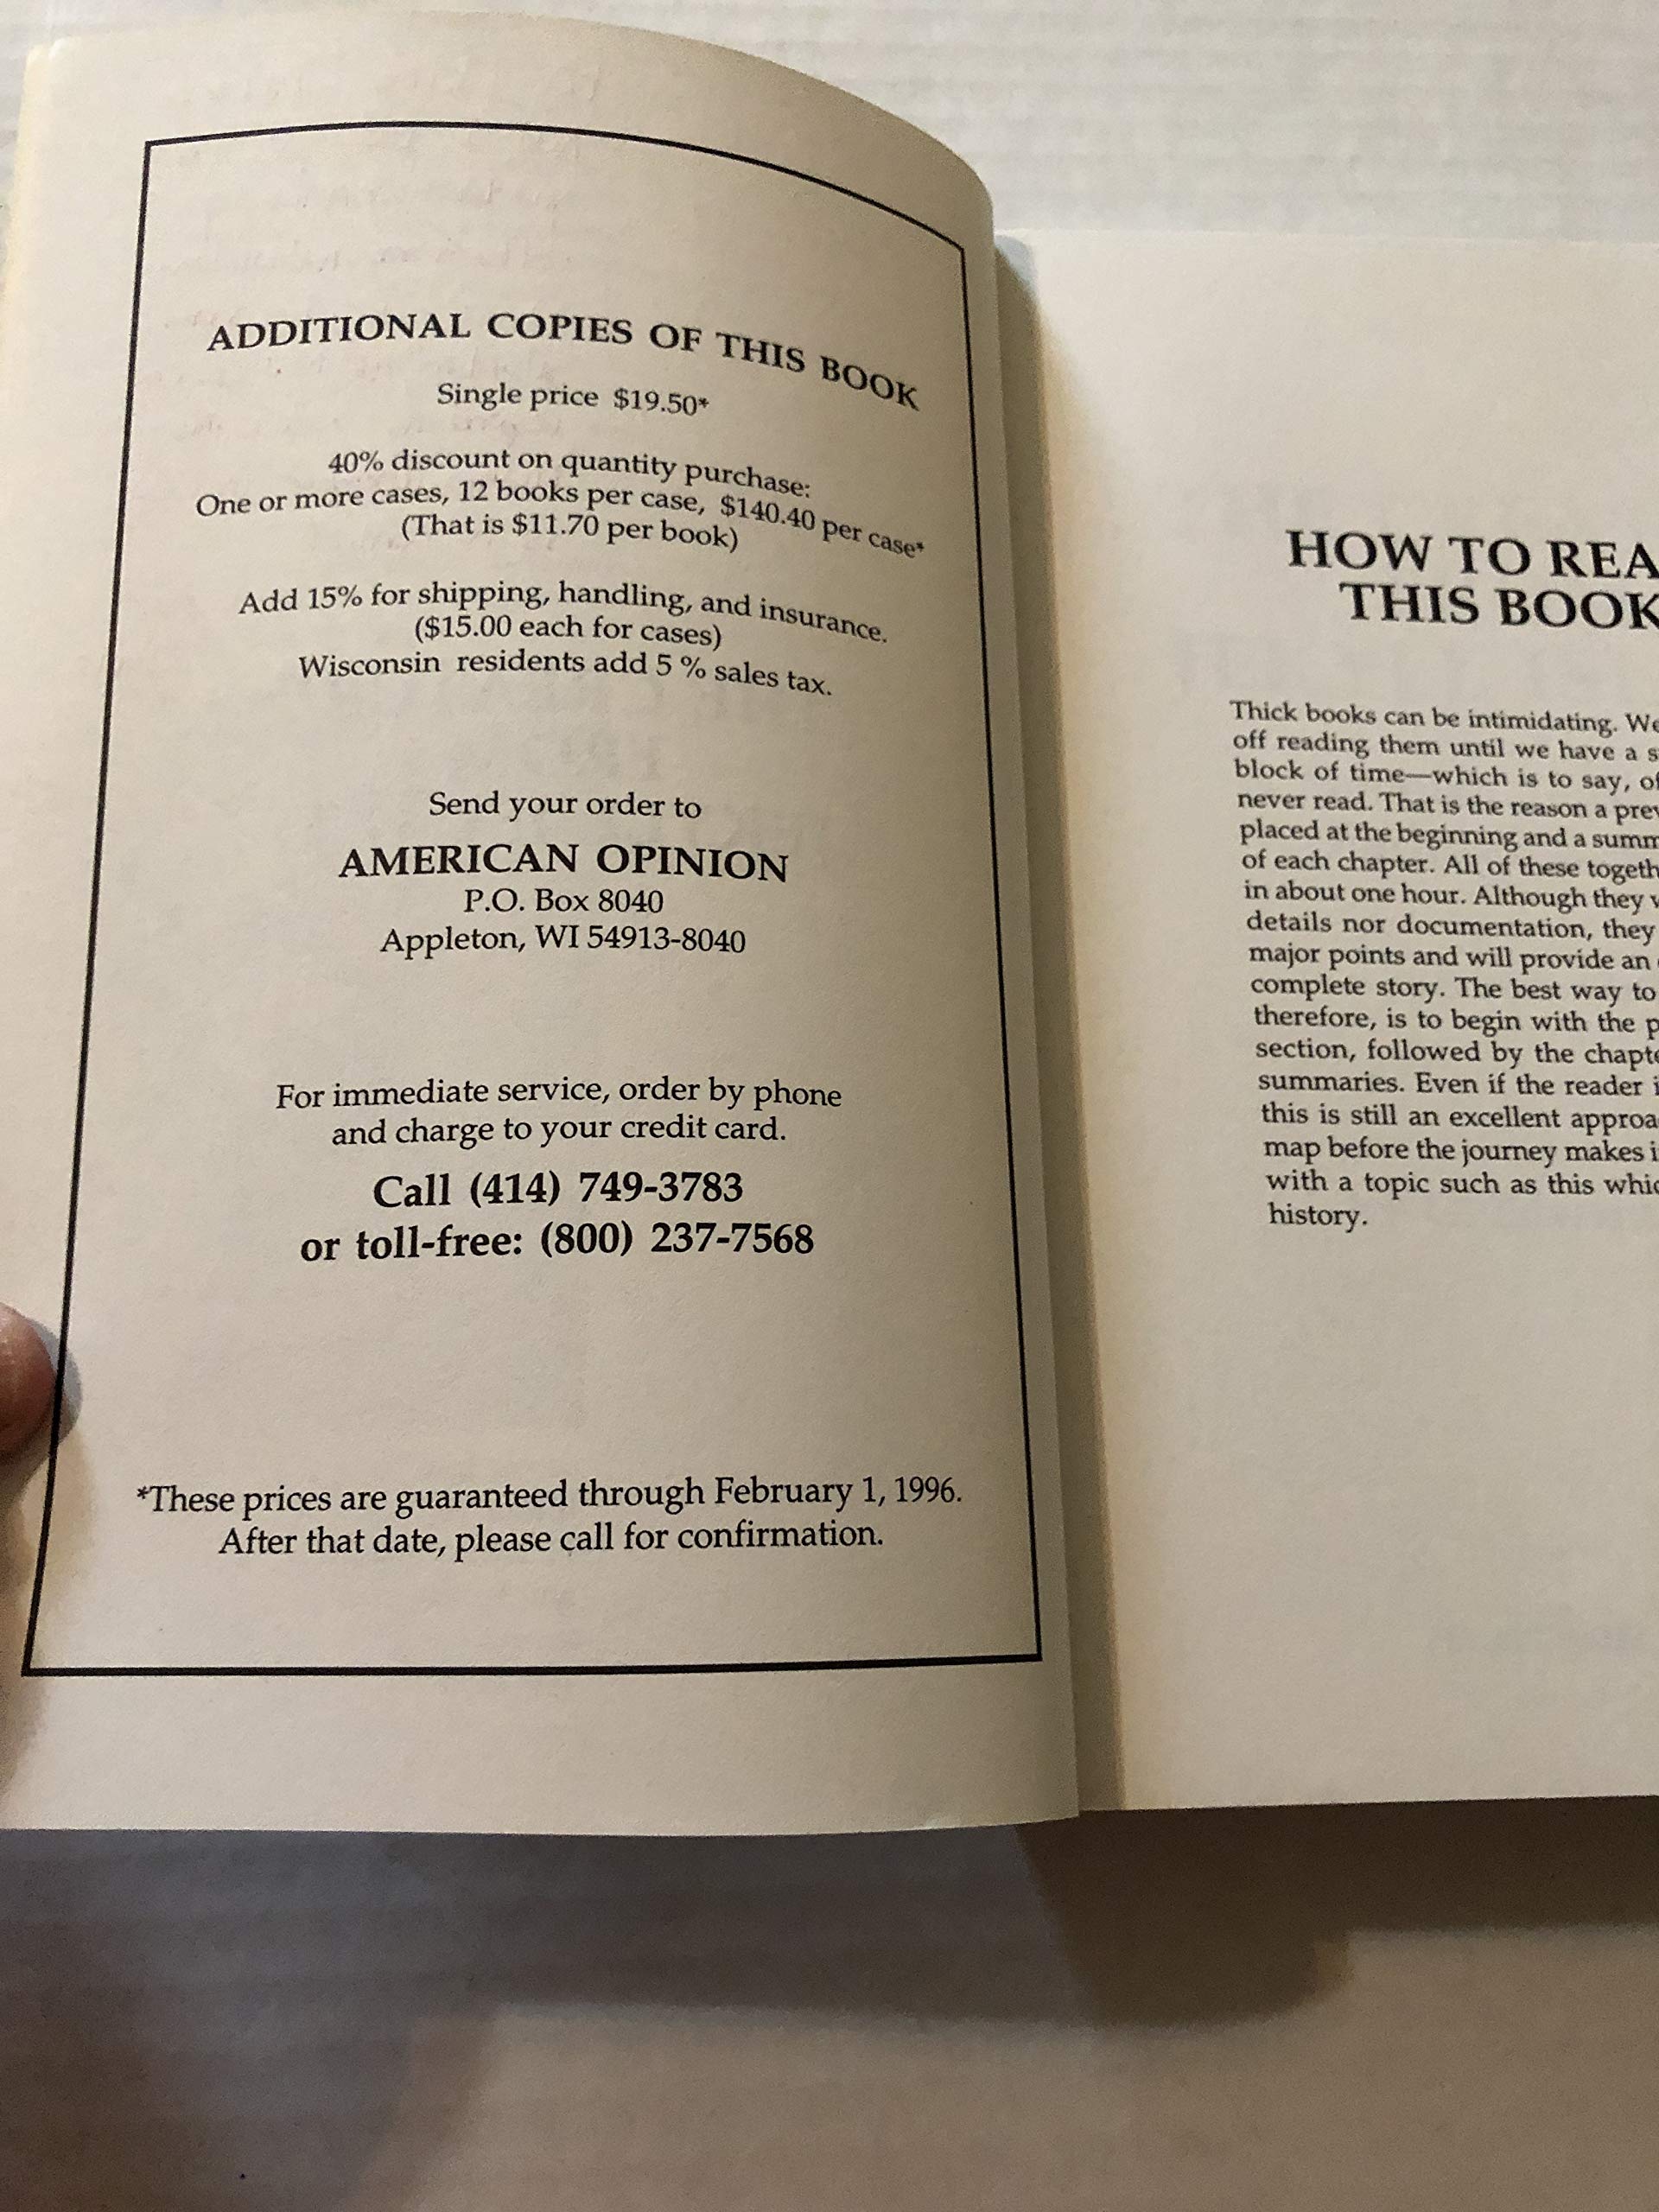 ADDITIONAL COPIES OF THIS BOOK
Single price $19.50*
40% discount on quantity purchase:
One or more cases, 12 books per case, $140.40 per case*
(That is $11.70 per book)
Add 15% for shipping, handling, and insurance.
($15.00 each for cases)
Wisconsin residents add 5 % sales tax.
Send your order to
AMERICAN OPINION
P.O. Box 8040
Appleton, WI 54913-8040
For immediate service, order by phone
and charge to your credit card.
Call (414) 749-3783
or toll-free: (800) 237-7568
*These prices are guaranteed through February 1, 1996.
After that date, please call for confirmation.
HOW TO REA
THIS BOOK
Thick books can be intimidating. We
off reading them until we have a s
block of time—which is to say, of
never read. That is the reason a prev
placed at the beginning and a summ
of each chapter. All of these togeth
in about one hour. Although they
details nor documentation, they
major points and will provide an
complete story. The best way to
therefore, is to begin with the p
section, followed by the chapte
summaries. Even if the reader i
this is still an excellent approa
map before the journey makes i
with a topic such as this whic
history.